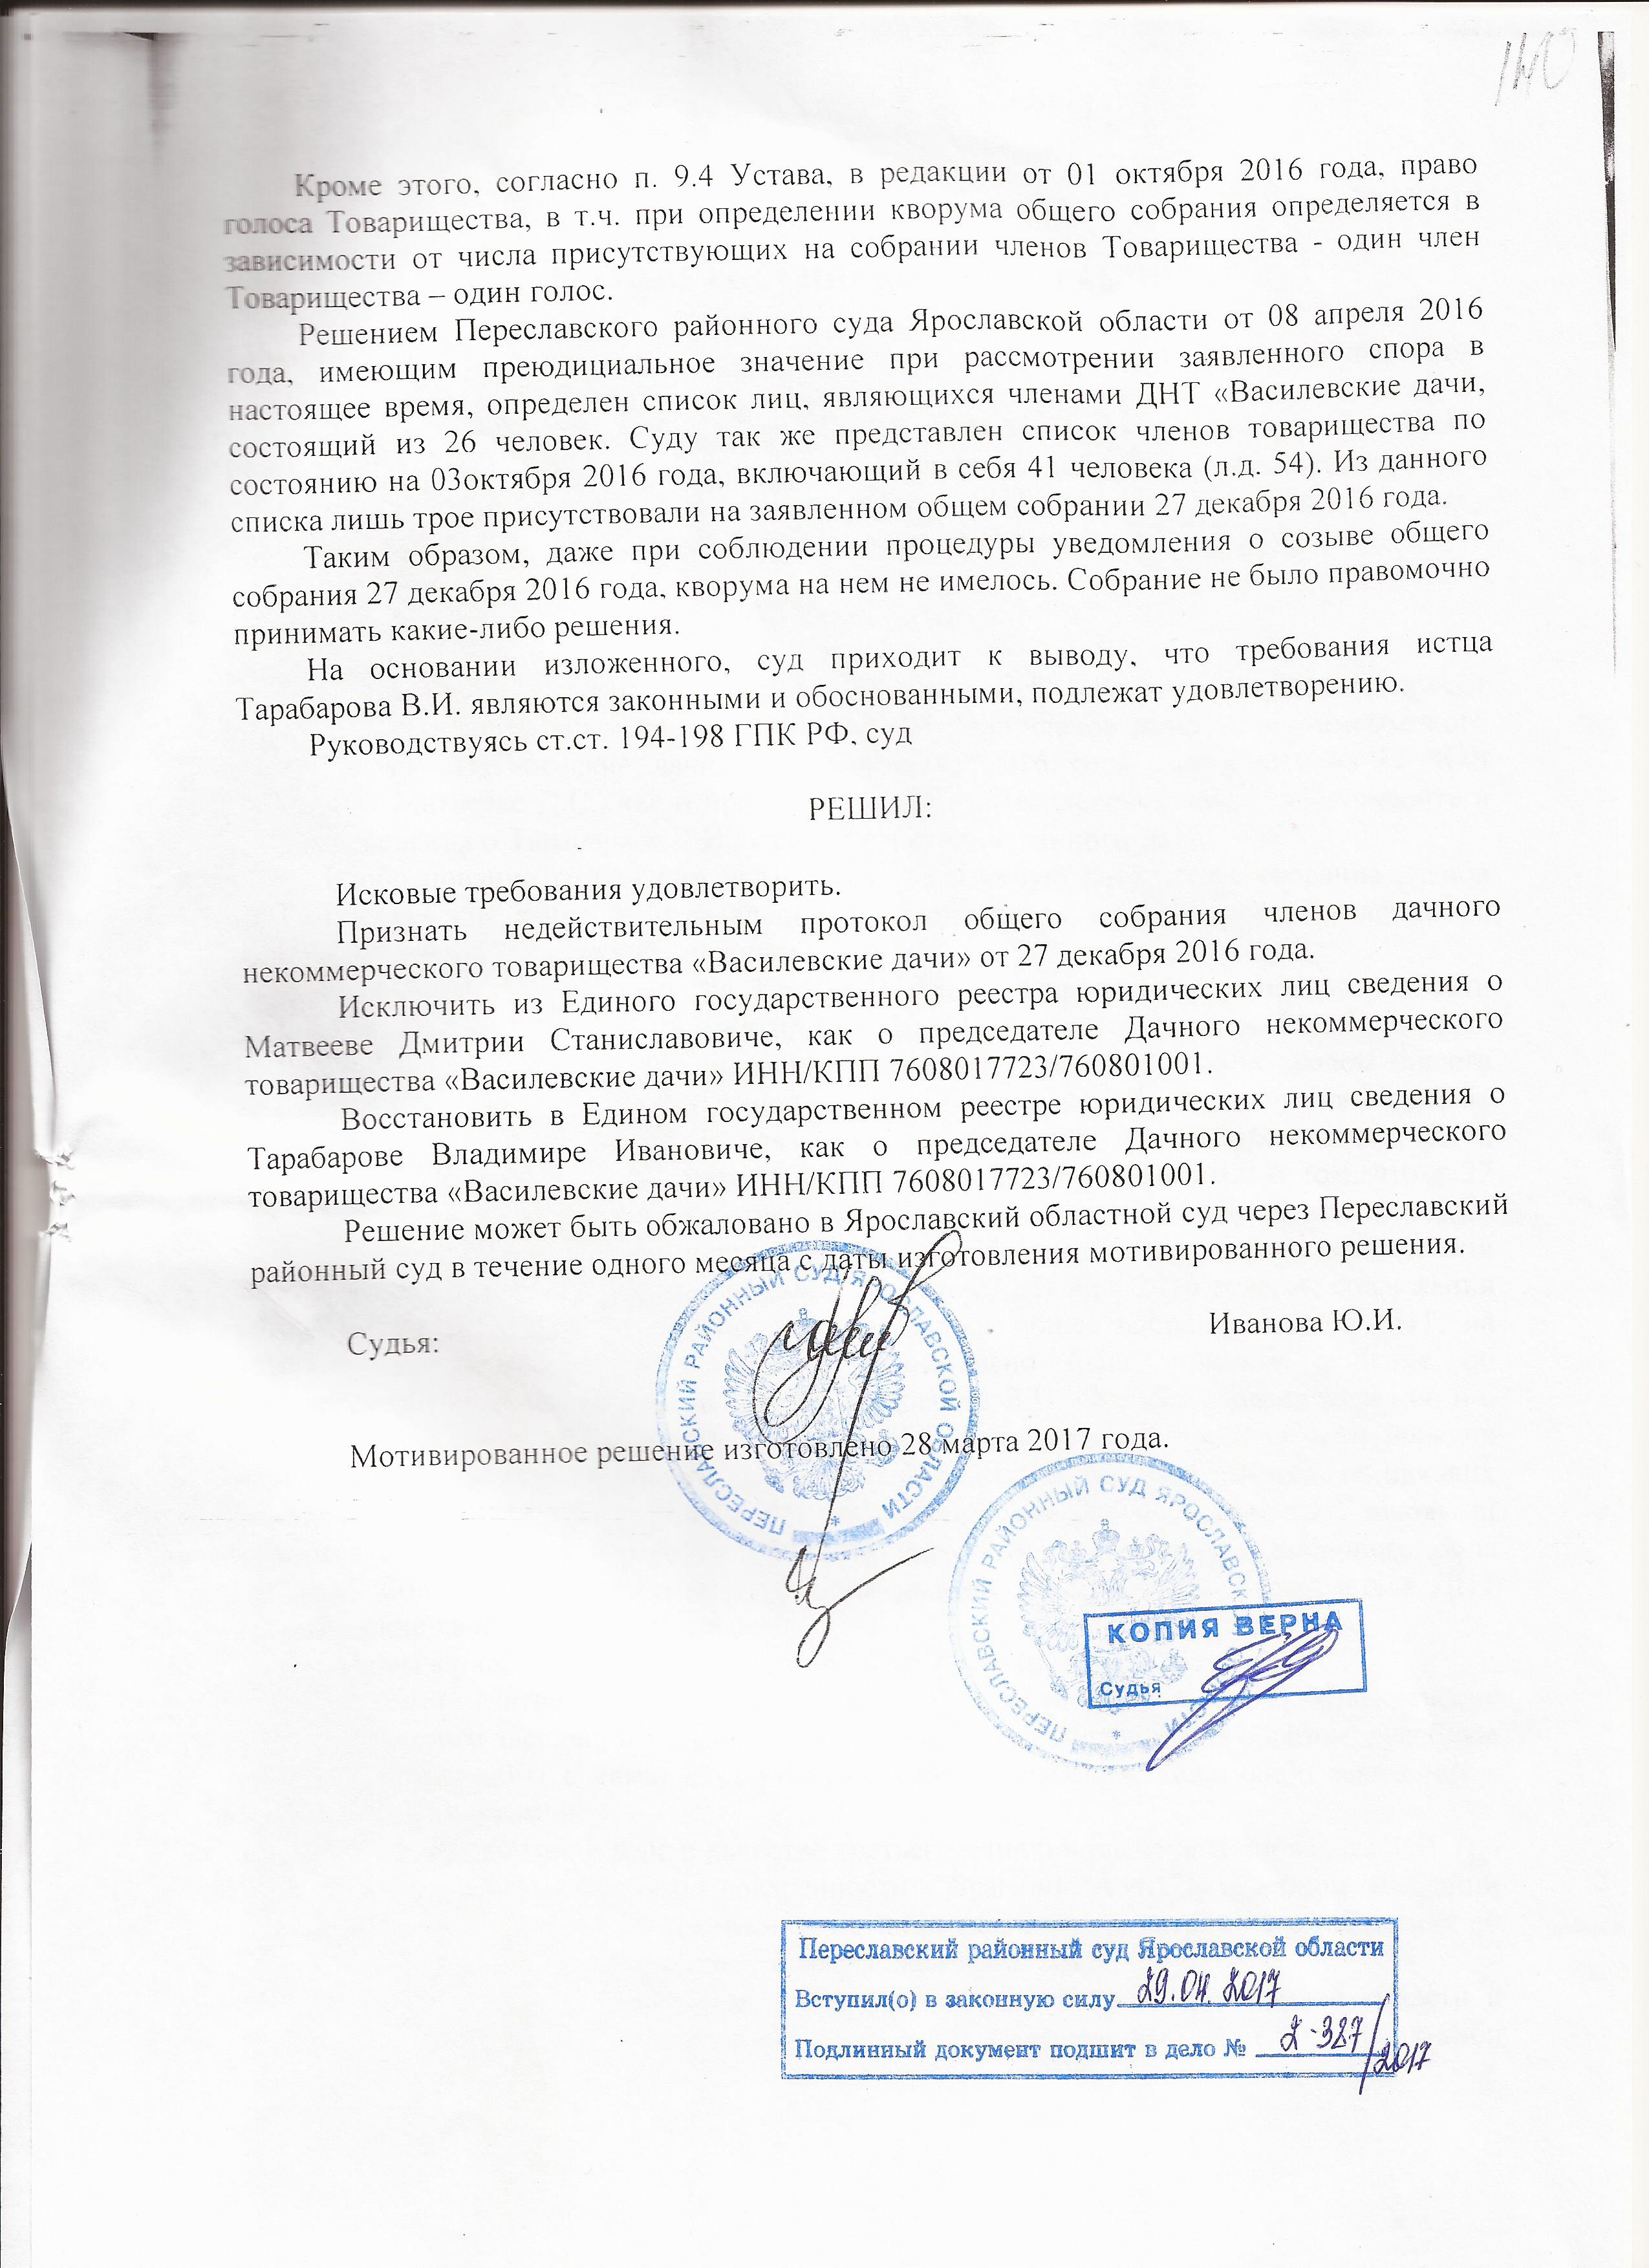 140
Кроме этого, согласно п. 9.4 Устава, в редакции от 01 октября 2016 года, право
голоса Товарищества, в т.ч. при определении кворума общего собрания определяется в
зависимости от числа присутствующих на собрании членов Товарищества - один член
Товарищества – один голос.
Решением Переславского районного суда Ярославской области от 08 апреля 2016
года, имеющим преюдициальное значение при рассмотрении заявленного спора в
настоящее время, определен список лиц, являющихся членами ДНТ «Василевские дачи,
состоящий из 26 человек. Суду так же представлен список членов товарищества по
состоянию на 03октября 2016 года, включающий в себя 41 человека (л.д. 54). Из данного
списка лишь трое присутствовали на заявленном общем собрании 27 декабря 2016 года.
Таким образом, даже при соблюдении процедуры уведомления о созыве общего
собрания 27 декабря 2016 года, кворума на нем не имелось. Собрание не было правомочно
принимать какие-либо решения.
На основании изложенного, суд приходит к выводу, что требования истца
Тарабарова В.И. являются законными и обоснованными, подлежат удовлетворению.
Руководствуясь ст.ст. 194-198 ГПК РФ, суд
РЕШИЛ:
Исковые требования удовлетворить.
Признать недействительным протокол общего собрания членов дачного
некоммерческого товарищества «Василевские дачи» от 27 декабря 2016 года.
Исключить из Единого государственного реестра юридических лиц сведения о
Матвееве Дмитрии Станиславовиче, как о председателе Дачного некоммерческого
товарищества «Василевские дачи» ИНН/КПП 7608017723/760801001.
Восстановить в Едином государственном реестре юридических лиц сведения о
Тарабарове Владимире Ивановиче, как о председателе Дачного некоммерческого
товарищества «Василевские дачи» ИНН/КПП 7608017723/760801001.
Решение может быть обжаловано в Ярославский областной суд через Переславский
районный суд в течение одного месяца с даты изготовления мотивированного решения.
Судья: Иванова Ю.И.
ПЕРЕСЛАВСКИЙ РАЙОННЫЙ СУД ЯРОСЛАВСКОЙ ОБЛАСТИ *
Мотивированное решение изготовлено 28 марта 2017 года.
ПЕРЕСЛАВСКИЙ РАЙОННЫЙ СУД ЯРОСЛАВСК
КОПИЯ ВЕРНА
Судья
Переславский районный суд Ярославской области
Вступил(о) в законную силу 29.04.2017
Подлинный документ подшит в дело № 2-387/2017